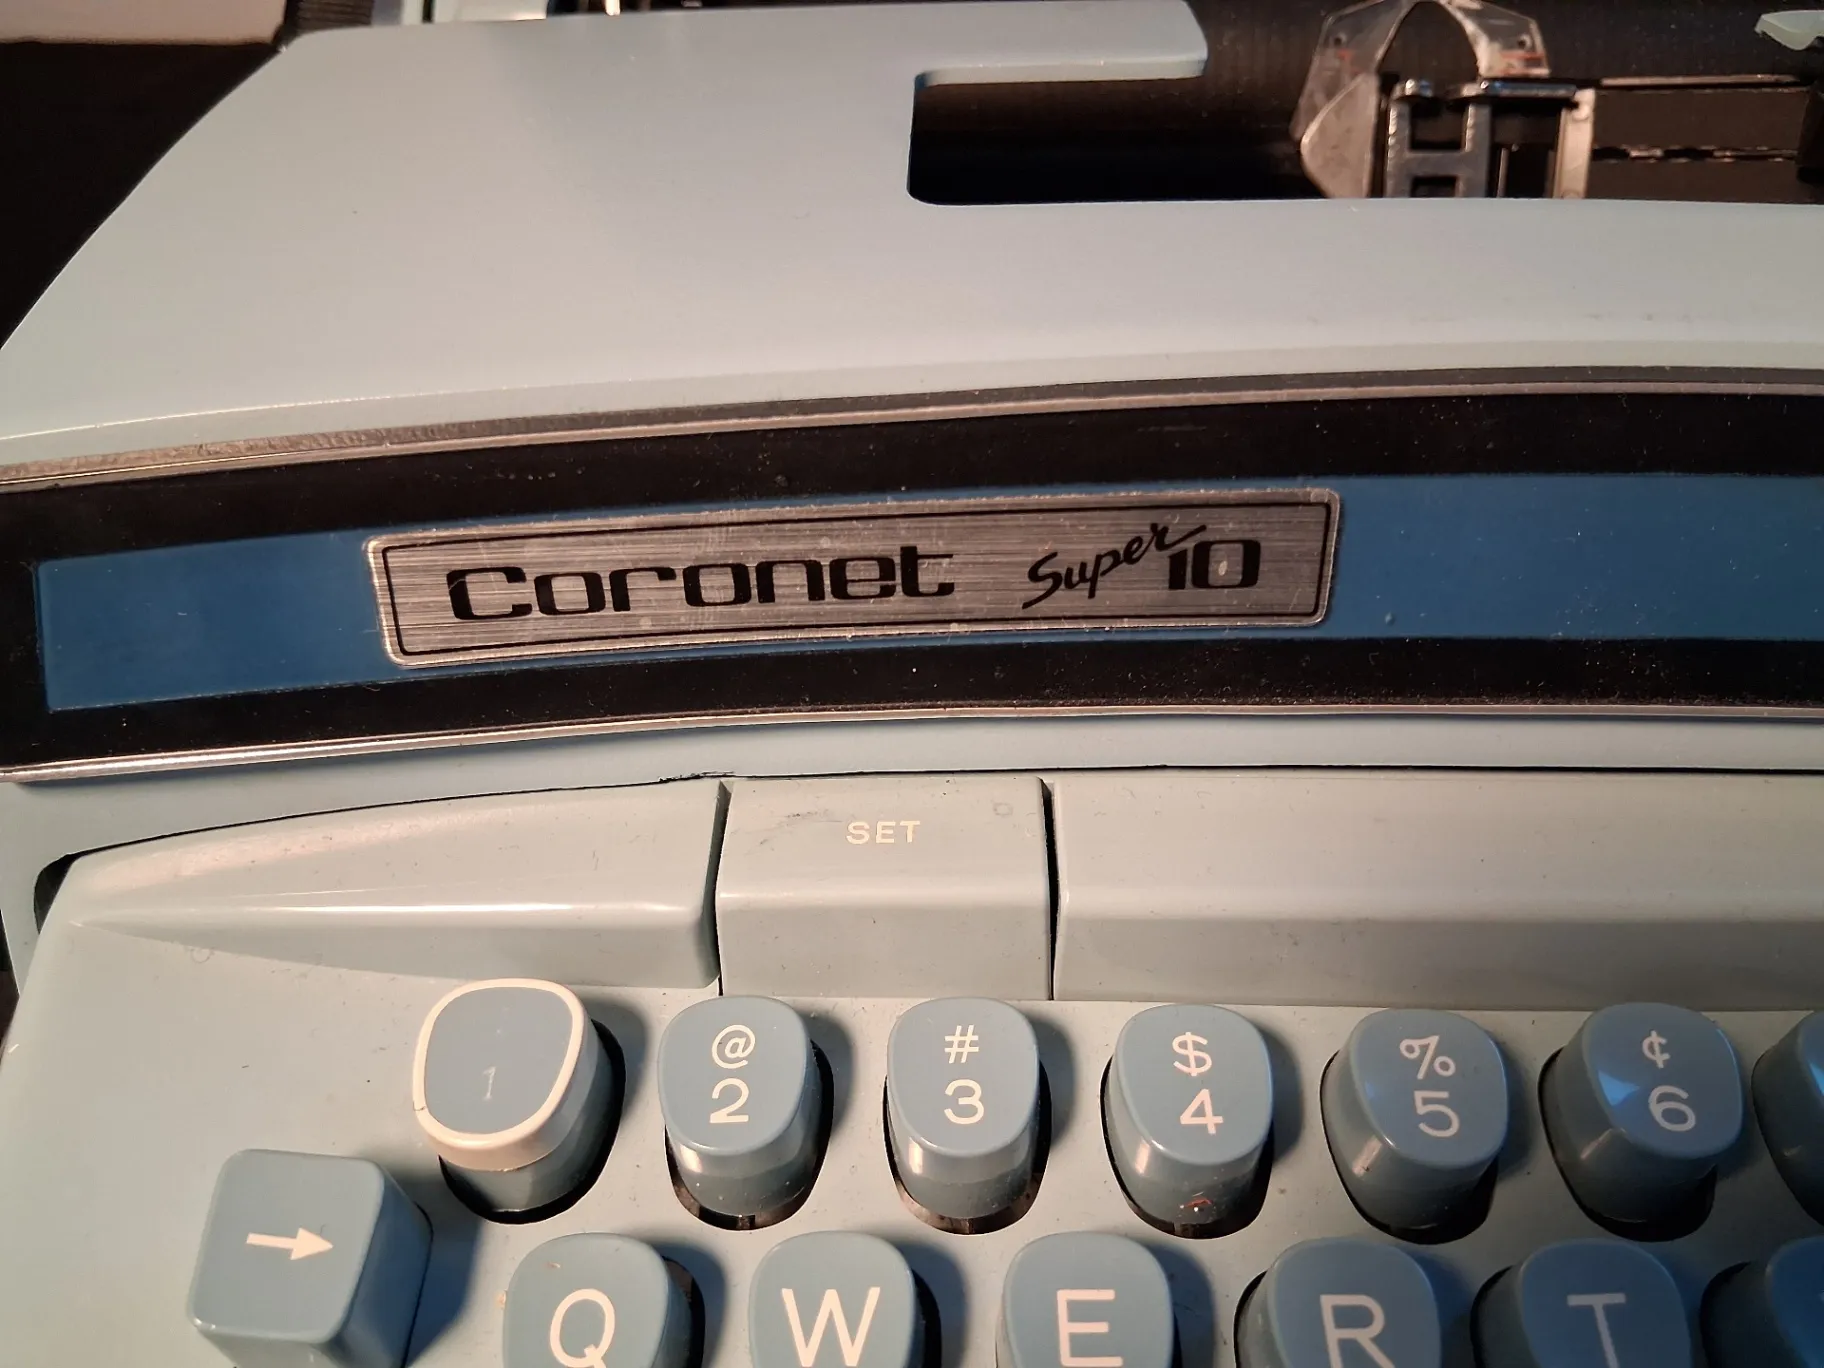 Coronet Super 10
SET
1 @ # $ % ¢
2 3 4 5 6
→
Q W E R T